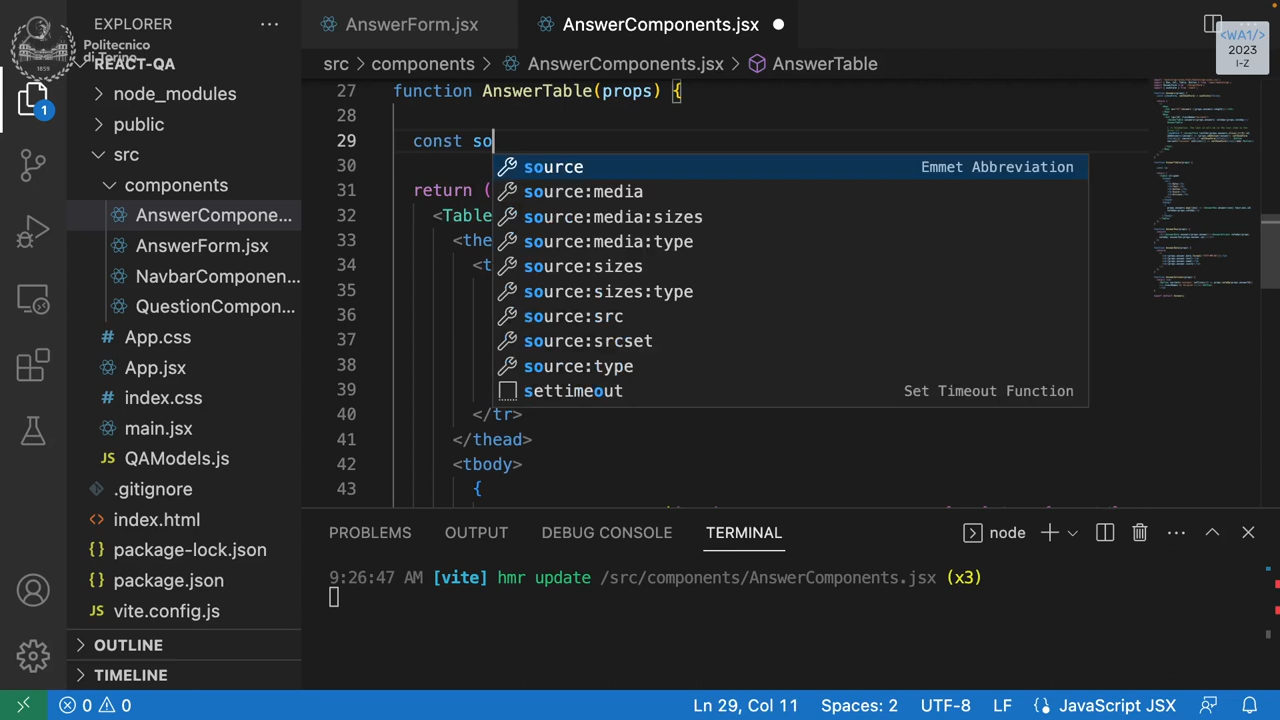 EXPLORER
Politecnico
di Torino
1859
REACT-QA
node_modules
public
src
components
AnswerCompone...
AnswerForm.jsx
NavbarComponen...
QuestionCompon...
App.css
App.jsx
index.css
main.jsx
QAModels.js
.gitignore
index.html
package-lock.json
package.json
vite.config.js
OUTLINE
TIMELINE
1
AnswerForm.jsx
AnswerComponents.jsx
<WA1/>
2023
I-Z
src > components > AnswerComponents.jsx > AnswerTable
27 function AnswerTable(props) {
28
29 const so
30
31 return (
32 <Table
33 <the
34 <t
35
36
37
38
39
40 </tr>
41 </thead>
42 <tbody>
43 {
source Emmet Abbreviation
source:media
source:media:sizes
source:media:type
source:sizes
source:sizes:type
source:src
source:srcset
source:type
settimeout Set Timeout Function
PROBLEMS OUTPUT DEBUG CONSOLE TERMINAL node
9:26:47 AM [vite] hmr update /src/components/AnswerComponents.jsx (x3)
0 0 Ln 29, Col 11 Spaces: 2 UTF-8 LF JavaScript JSX